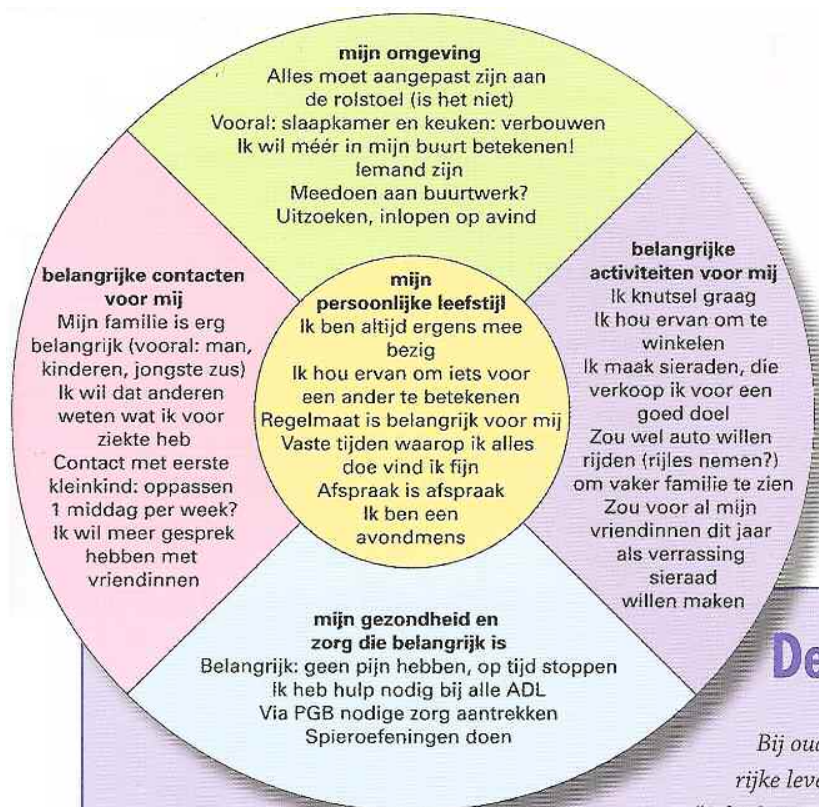 mijn omgeving
Alles moet aangepast zijn aan
de rolstoel (is het niet)
Vooral: slaapkamer en keuken: verbouwen
Ik wil méér in mijn buurt betekenen!
Iemand zijn
Meedoen aan buurtwerk?
Uitzoeken, inlopen op avind
belangrijke contacten
voor mij
Mijn familie is erg
belangrijk (vooral: man,
kinderen, jongste zus)
Ik wil dat anderen
weten wat ik voor
ziekte heb
Contact met eerste
kleinkind: oppassen
1 middag per week?
Ik wil meer gesprek
hebben met
vriendinnen
mijn
persoonlijke leefstijl
Ik ben altijd ergens mee
bezig
Ik hou ervan om iets voor
een ander te betekenen
Regelmaat is belangrijk voor mij
Vaste tijden waarop ik alles
doe vind ik fijn
Afspraak is afspraak
Ik ben een
avondmens
belangrijke
activiteiten voor mij
Ik knutsel graag
Ik hou ervan om te
winkelen
Ik maak sieraden, die
verkoop ik voor een
goed doel
Zou wel auto willen
rijden (rijles nemen?)
om vaker familie te zien
Zou voor al mijn
vriendinnen dit jaar
als verrassing
sieraad
willen maken
mijn gezondheid en
zorg die belangrijk is
Belangrijk: geen pijn hebben, op tijd stoppen
Ik heb hulp nodig bij alle ADL
Via PGB nodige zorg aantrekken
Spieroefeningen doen
De
Bij oud
rijke leve